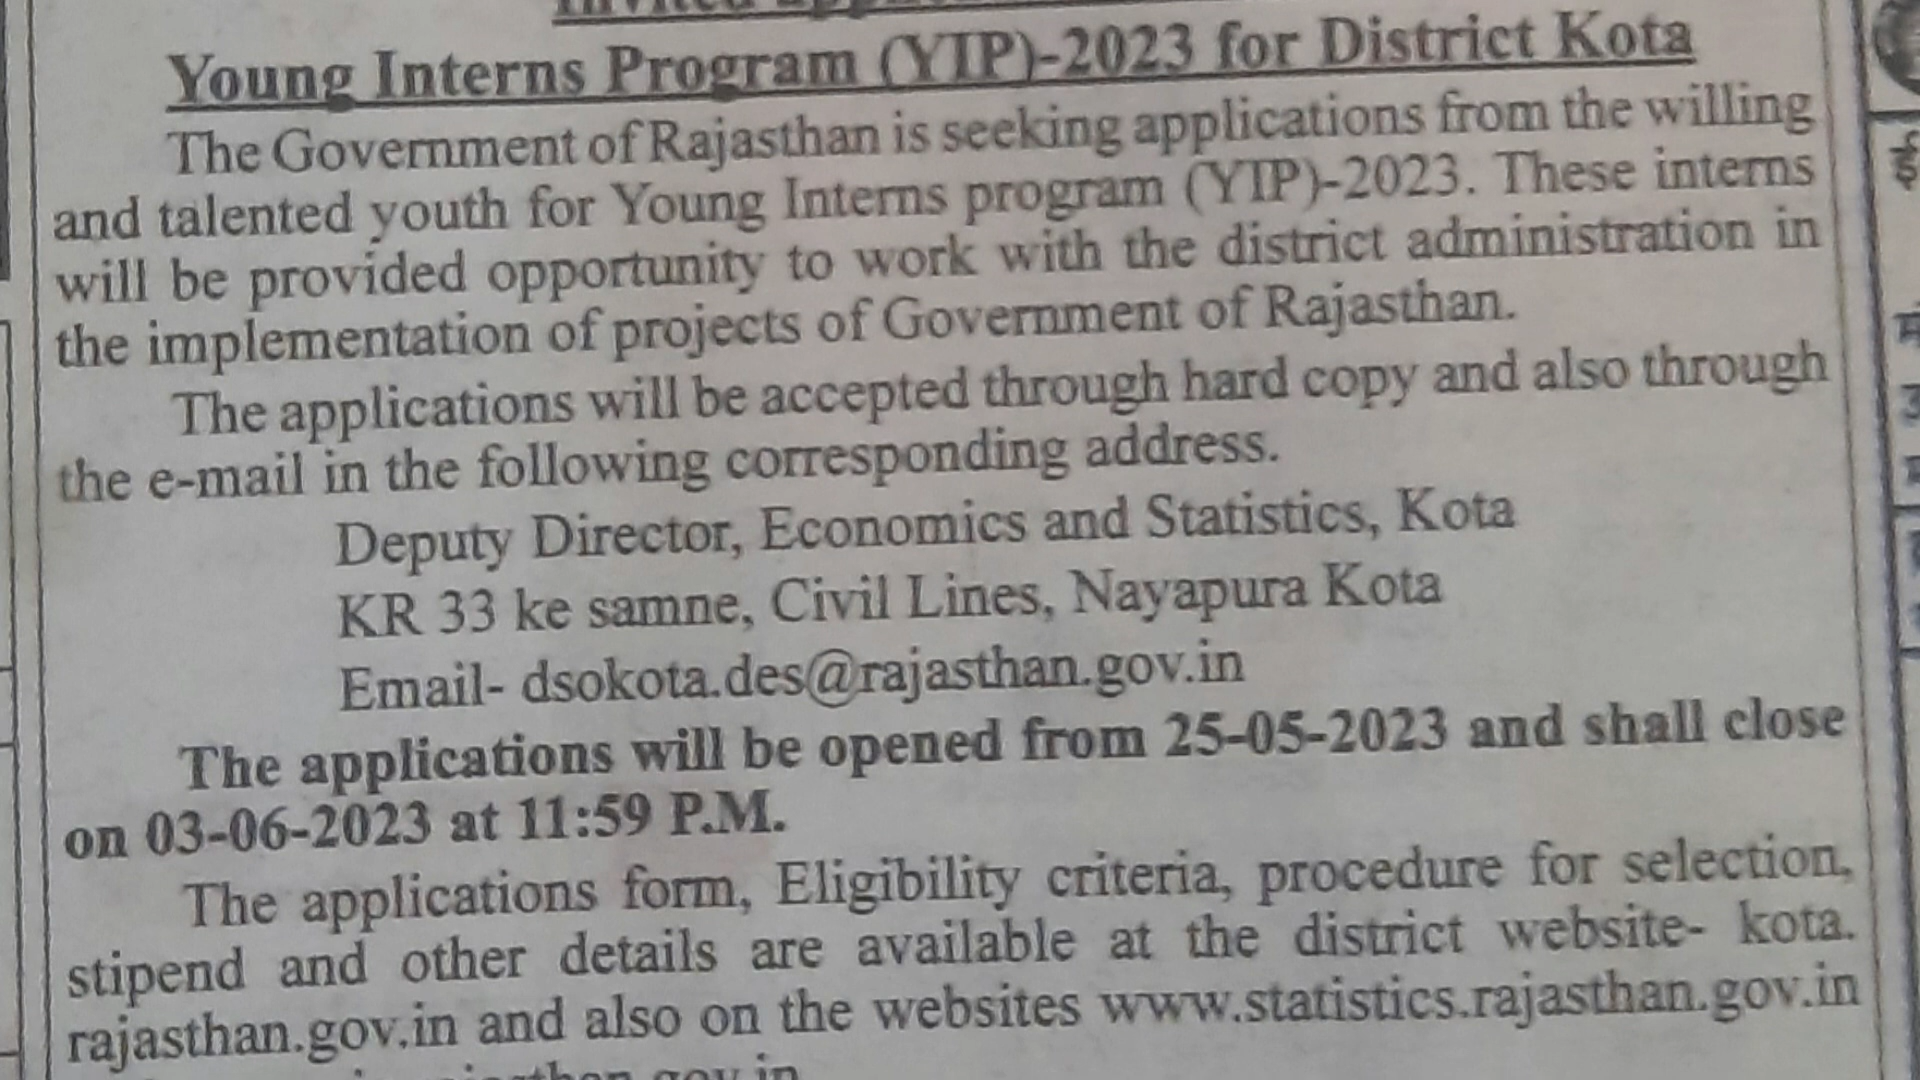 Young Interns Program (YIP)-2023 for District Kota
The Government of Rajasthan is seeking applications from the willing
and talented youth for Young Interns program (YIP)-2023. These interns
will be provided opportunity to work with the district administration in
the implementation of projects of Government of Rajasthan.
The applications will be accepted through hard copy and also through
the e-mail in the following corresponding address.
Deputy Director, Economics and Statistics, Kota
KR 33 ke samne, Civil Lines, Nayapura Kota
Email- dsokota.des@rajasthan.gov.in
The applications will be opened from 25-05-2023 and shall close
on 03-06-2023 at 11:59 P.M.
The applications form, Eligibility criteria, procedure for selection,
stipend and other details are available at the district website- kota.
rajasthan.gov.in and also on the websites www.statistics.rajasthan.gov.in